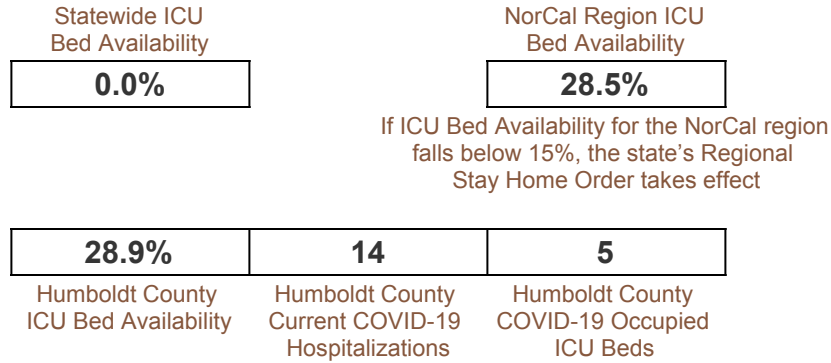 Statewide ICU
Bed Availability
0.0%
NorCal Region ICU
Bed Availability
28.5%
If ICU Bed Availability for the NorCal region
falls below 15%, the state's Regional
Stay Home Order takes effect
28.9%
Humboldt County
ICU Bed Availability
14
Humboldt County
Current COVID-19
Hospitalizations
5
Humboldt County
COVID-19 Occupied
ICU Beds